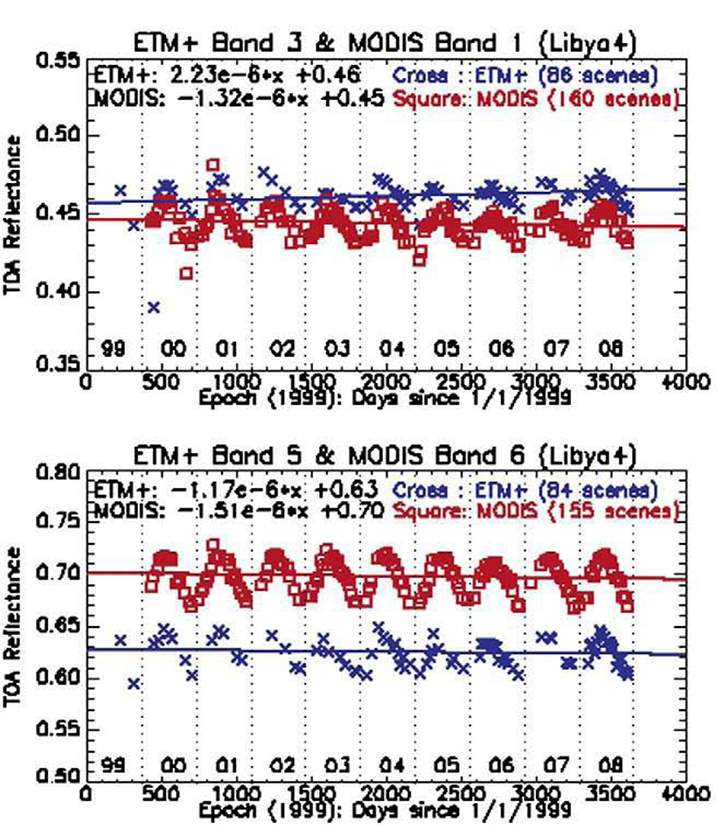 ETM+ Band 3 & MODIS Band 1 (Libya4)
0.55
ETM+: 2.23e-6*x +0.46 Cross : ETM+ (86 scenes)
MODIS: -1.32e-6*x +0.45 Square: MODIS (160 scenes)
0.50
TOA Reflectance
0.45
0.40
99 00 01 02 03 04 05 06 07 08
0.35
0 500 1000 1500 2000 2500 3000 3500 4000
Epoch (1999): Days since 1/1/1999
ETM+ Band 5 & MODIS Band 6 (Libya4)
0.80
ETM+: -1.17e-6*x +0.63 Cross : ETM+ (84 scenes)
MODIS: -1.51e-6*x +0.70 Square: MODIS (155 scenes)
0.75
0.70
TOA Reflectance
0.65
0.60
0.55
99 00 01 02 03 04 05 06 07 08
0.50
0 500 1000 1500 2000 2500 3000 3500 4000
Epoch (1999): Days since 1/1/1999